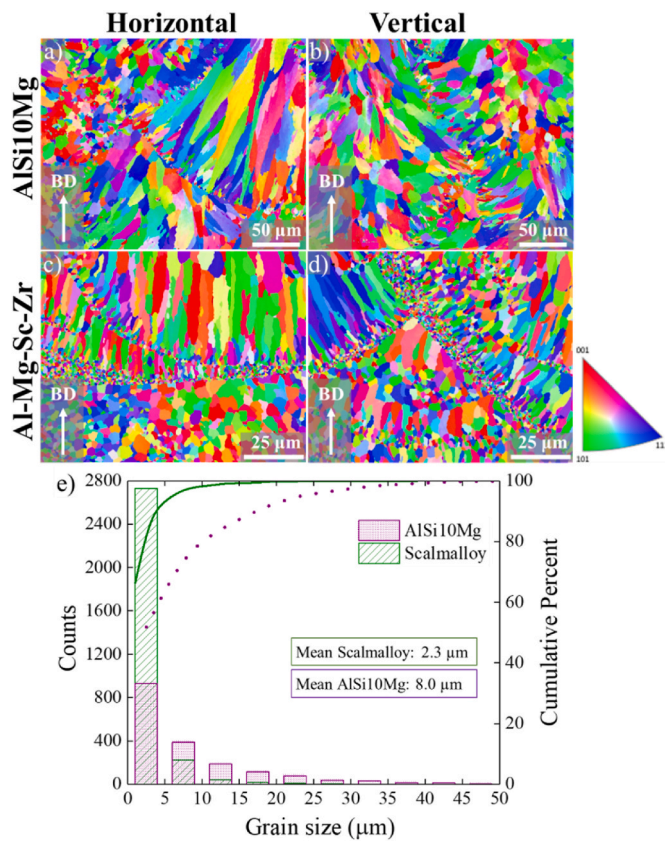 Horizontal Vertical
AlSi10Mg
a) b)
BD BD
50 µm 50 µm
Al-Mg-Sc-Zr
c) d)
BD BD
25 µm 25 µm
001
101 11
e)
2800
2400
2000
1600
1200
800
400
0
Counts
100
80
60
40
20
0
Cumulative Percent
AlSi10Mg
Scalmalloy
Mean Scalmalloy: 2.3 µm
Mean AlSi10Mg: 8.0 µm
0 5 10 15 20 25 30 35 40 45 50
Grain size (µm)